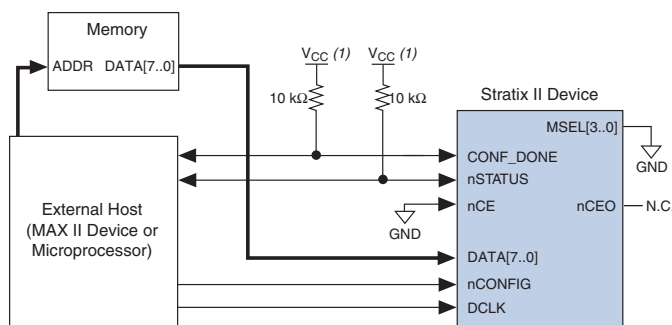 Memory
ADDR DATA[7..0]
VCC (1) VCC (1)
10 kΩ 10 kΩ
Stratix II Device
MSEL[3..0]
GND
CONF_DONE
nSTATUS
nCE nCEO N.C.
GND
External Host
(MAX II Device or
Microprocessor)
DATA[7..0]
nCONFIG
DCLK